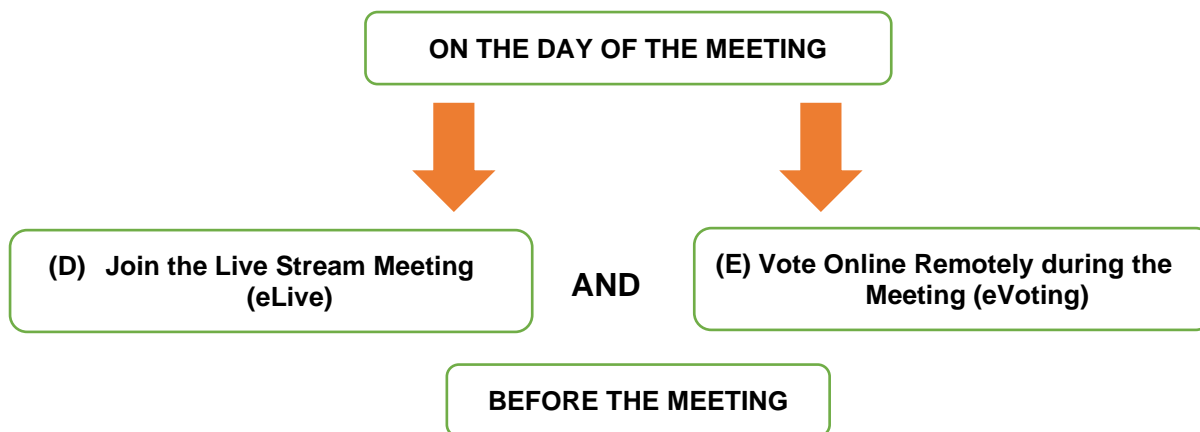 ON THE DAY OF THE MEETING
(D) Join the Live Stream Meeting
(eLive)
AND
(E) Vote Online Remotely during the
Meeting (eVoting)
BEFORE THE MEETING